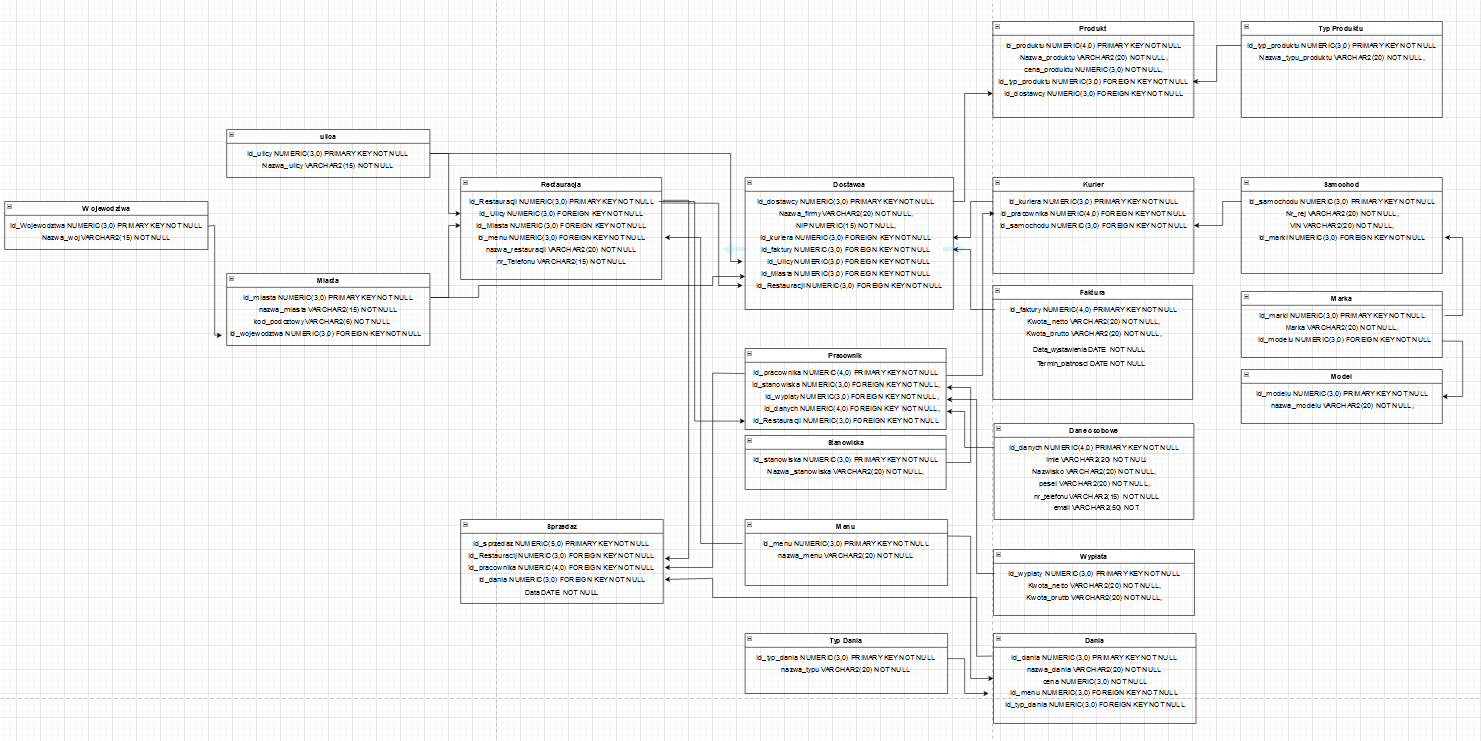 Produkt
Id_produktu NUMERIC(4,0) PRIMARY KEY NOT NULL
Nazwa_produktu VARCHAR2(20) NOT NULL,
cena_produktu NUMERIC(3,0) NOT NULL,
Id_typ_produktu NUMERIC(3,0) FOREIGN KEY NOT NULL
Id_dostawcy NUMERIC(3,0) FOREIGN KEY NOT NULL
Typ Produktu
Id_typ_produktu NUMERIC(3,0) PRIMARY KEY NOT NULL
Nazwa_typu_produktu VARCHAR2(20) NOT NULL,
ulica
Id_ulicy NUMERIC(3,0) PRIMARY KEY NOT NULL
Nazwa_ulicy VARCHAR2(15) NOT NULL
Wojewodztwa
Id_Wojewodztwa NUMERIC(3,0) PRIMARY KEY NOT NULL
Nazwa_woj VARCHAR2(15) NOT NULL
Miasta
Id_miasta NUMERIC(3,0) PRIMARY KEY NOT NULL
nazwa_miasta VARCHAR2(15) NOT NULL
kod_podcztowy VARCHAR2(6) NOT NULL
Id_wojewodztwa NUMERIC(3,0) FOREIGN KEY NOT NULL
Restauracja
Id_Restauracji NUMERIC(3,0) PRIMARY KEY NOT NULL
Id_Ulicy NUMERIC(3,0) FOREIGN KEY NOT NULL
Id_Miasta NUMERIC(3,0) FOREIGN KEY NOT NULL
Id_menu NUMERIC(3,0) FOREIGN KEY NOT NULL
nazwa_restauracji VARCHAR2(20) NOT NULL
nr_Telefonu VARCHAR2(15) NOT NULL
Dostawca
Id_dostawcy NUMERIC(3,0) PRIMARY KEY NOT NULL
Nazwa_firmy VARCHAR2(20) NOT NULL,
NIP NUMERIC(15) NOT NULL,
Id_kuriera NUMERIC(3,0) FOREIGN KEY NOT NULL
Id_faktury NUMERIC(3,0) FOREIGN KEY NOT NULL
Id_Ulicy NUMERIC(3,0) FOREIGN KEY NOT NULL
Id_Miasta NUMERIC(3,0) FOREIGN KEY NOT NULL
Id_Restauracji NUMERIC(3,0) FOREIGN KEY NOT NULL
Kurier
Id_kuriera NUMERIC(3,0) PRIMARY KEY NOT NULL
Id_pracownika NUMERIC(4,0) FOREIGN KEY NOT NULL
Id_samochodu NUMERIC(3,0) FOREIGN KEY NOT NULL
Samochod
Id_samochodu NUMERIC(3,0) PRIMARY KEY NOT NULL
Nr_rej VARCHAR2(20) NOT NULL,
VIN VARCHAR2(20) NOT NULL,
Id_marki NUMERIC(3,0) FOREIGN KEY NOT NULL
Faktura
Id_faktury NUMERIC(4,0) PRIMARY KEY NOT NULL
Kwota_netto VARCHAR2(20) NOT NULL,
Kwota_brutto VARCHAR2(20) NOT NULL,
Data_wystawienia DATE NOT NULL
Termin_platnosci DATE NOT NULL
Marka
Id_marki NUMERIC(3,0) PRIMARY KEY NOT NULL
Marka VARCHAR2(20) NOT NULL,
Id_modelu NUMERIC(3,0) FOREIGN KEY NOT NULL
Model
Id_modelu NUMERIC(3,0) PRIMARY KEY NOT NULL
nazwa_modelu VARCHAR2(20) NOT NULL,
Pracownik
Id_pracownika NUMERIC(4,0) PRIMARY KEY NOT NULL
Id_stanowiska NUMERIC(3,0) FOREIGN KEY NOT NULL,
Id_wyplaty NUMERIC(3,0) FOREIGN KEY NOT NULL,
Id_danych NUMERIC(4,0) FOREIGN KEY NOT NULL,
Id_Restauracji NUMERIC(3,0) FOREIGN KEY NOT NULL
Stanowiska
Id_stanowiska NUMERIC(3,0) PRIMARY KEY NOT NULL
Nazwa_stanowiska VARCHAR2(20) NOT NULL,
Dane osobowe
Id_danych NUMERIC(4,0) PRIMARY KEY NOT NULL
Imie VARCHAR2(20) NOT NULL
Nazwisko VARCHAR2(20) NOT NULL,
pesel VARCHAR2(20) NOT NULL,
nr_telefonu VARCHAR2(15) NOT NULL
email VARCHAR2(50) NOT
Sprzedaz
Id_sprzedaz NUMERIC(5,0) PRIMARY KEY NOT NULL
Id_Restauracji NUMERIC(3,0) FOREIGN KEY NOT NULL
Id_pracownika NUMERIC(4,0) FOREIGN KEY NOT NULL
Id_dania NUMERIC(3,0) FOREIGN KEY NOT NULL
Data DATE NOT NULL
Menu
Id_menu NUMERIC(3,0) PRIMARY KEY NOT NULL
nazwa_menu VARCHAR2(20) NOT NULL
Wyplata
Id_wyplaty NUMERIC(3,0) PRIMARY KEY NOT NULL
Kwota_netto VARCHAR2(20) NOT NULL,
Kwota_brutto VARCHAR2(20) NOT NULL,
Typ Dania
Id_typ_dania NUMERIC(3,0) PRIMARY KEY NOT NULL
nazwa_typu VARCHAR2(20) NOT NULL
Dania
Id_dania NUMERIC(3,0) PRIMARY KEY NOT NULL
nazwa_dania VARCHAR2(20) NOT NULL
cena NUMERIC(3,0) NOT NULL
Id_menu NUMERIC(3,0) FOREIGN KEY NOT NULL
Id_typ_dania NUMERIC(3,0) FOREIGN KEY NOT NULL